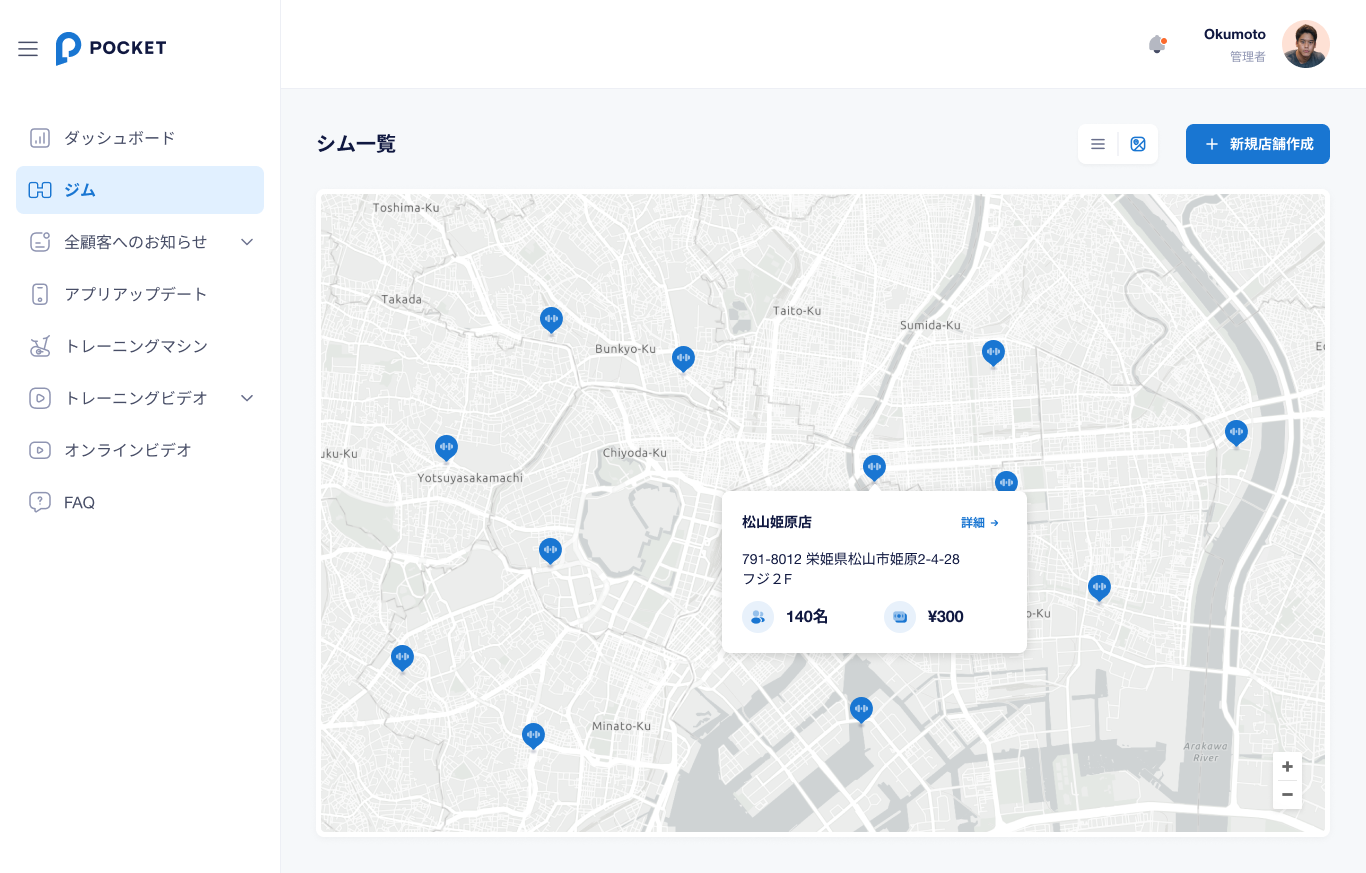 POCKET
Okumoto
管理者
ダッシュボード
ジム
全顧客へのお知らせ
アプリアップデート
トレーニングマシン
トレーニングビデオ
オンラインビデオ
FAQ
シム一覧
新規店舗作成
Toshima-Ku
Takada
Taito-Ku
Sumida-Ku
Bunkyo-Ku
Ec
Chiyoda-Ku
uku-Ku
Yotsuyasakamachi
松山姫原店
詳細 →
791-8012 栄姫県松山市姫原2-4-28
フジ２F
140名
¥300
o-Ku
Minato-Ku
Arakawa
River
+
−